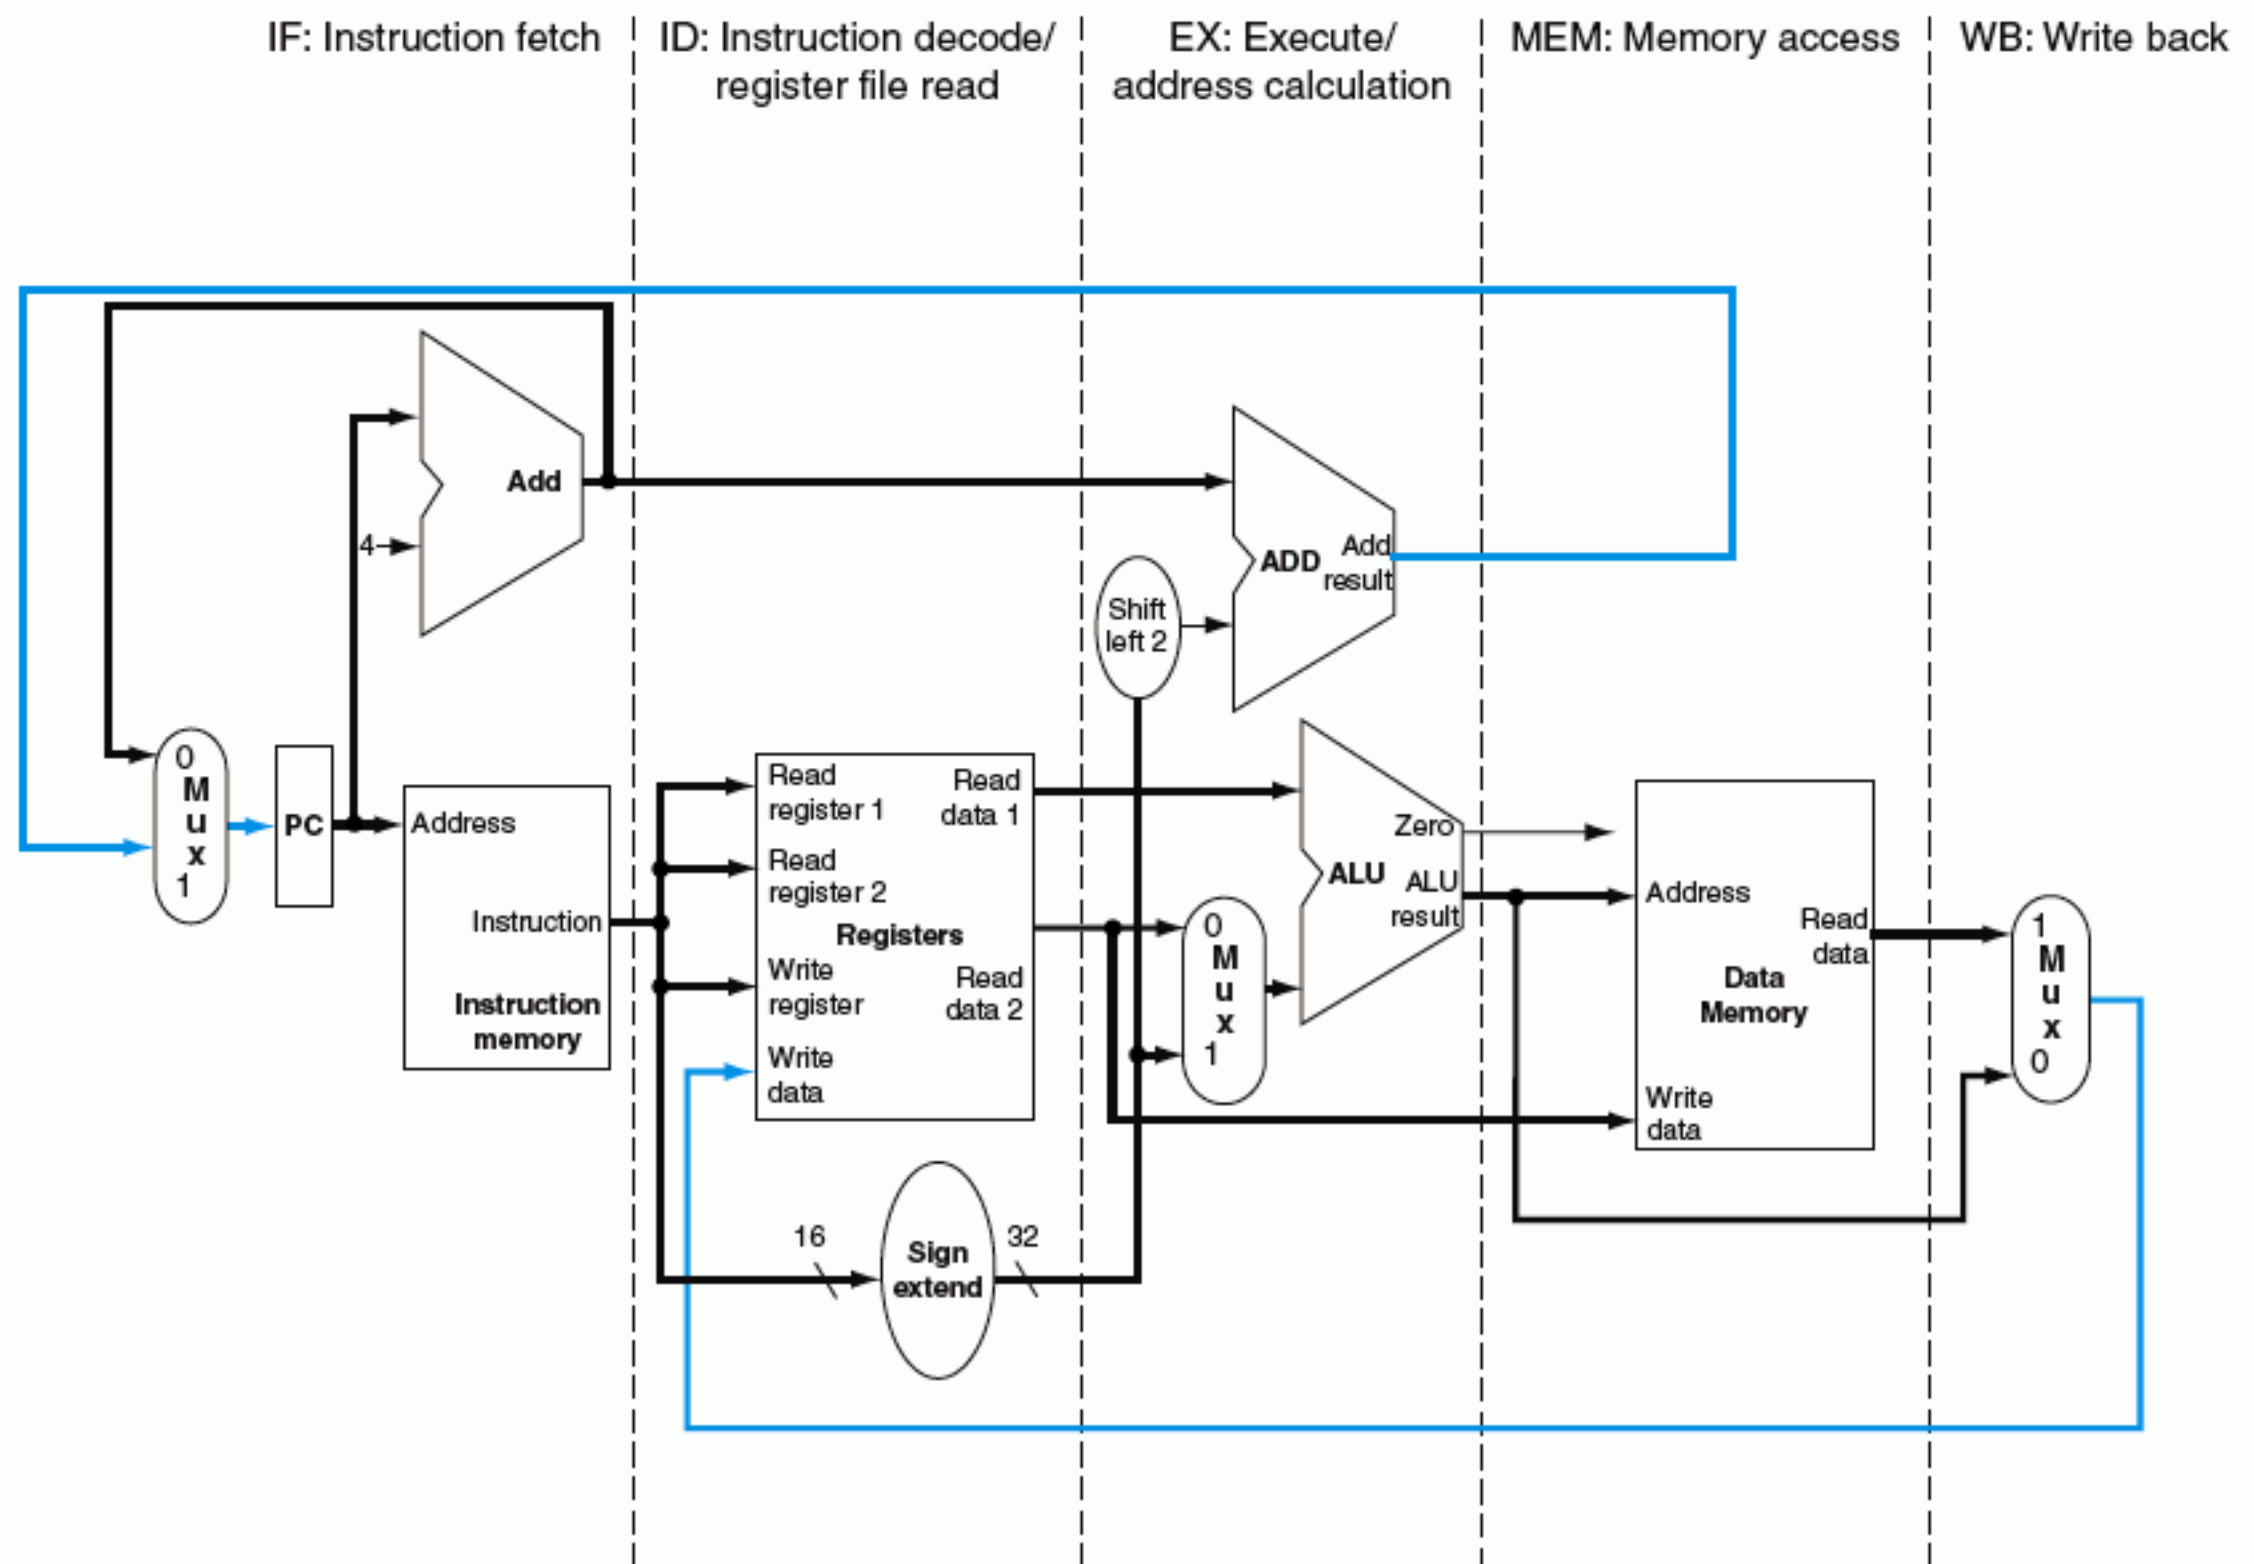 IF: Instruction fetch
ID: Instruction decode/
register file read
EX: Execute/
address calculation
MEM: Memory access
WB: Write back
Add
4
ADD
Add
result
Shift
left 2
0
M
u
x
1
PC
Address
Instruction
Instruction
memory
Read
register 1
Read
data 1
Read
register 2
Registers
Write
register
Read
data 2
Write
data
16
Sign
extend
32
0
M
u
x
1
Zero
ALU
ALU
result
Address
Read
data
Data
Memory
Write
data
1
M
u
x
0